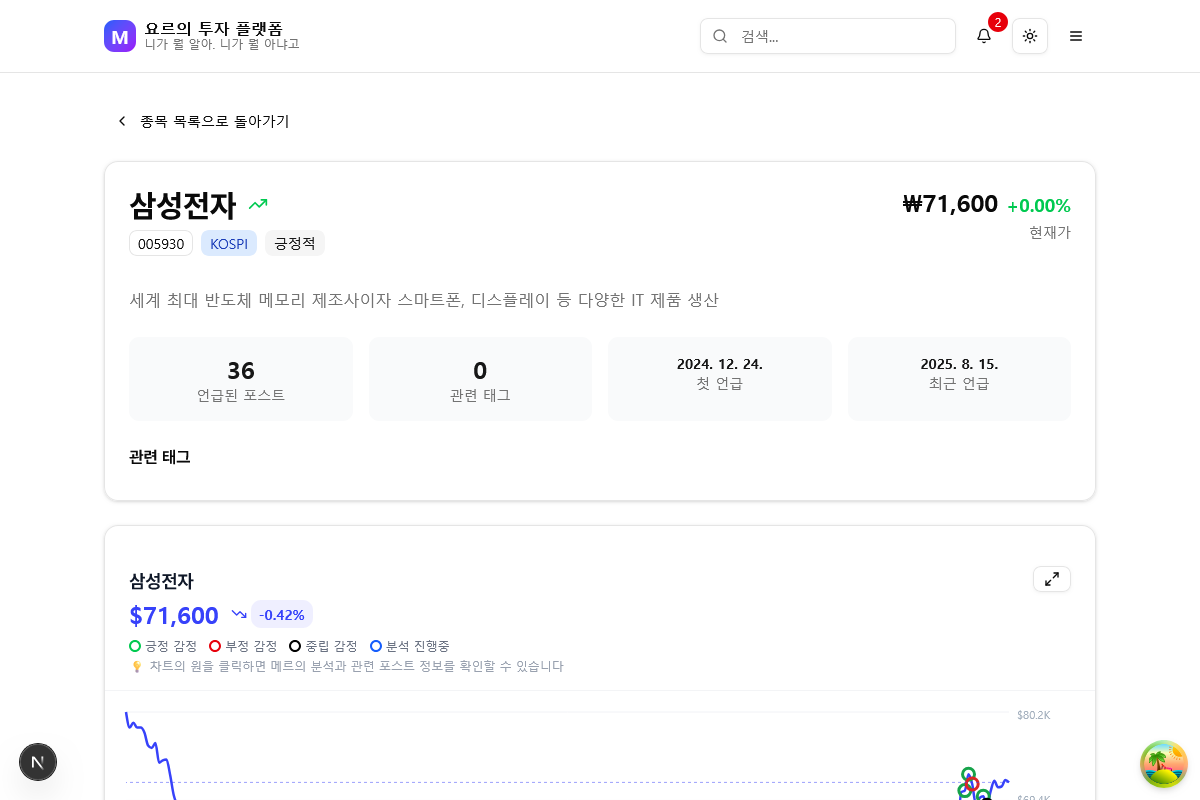 M
요르의 투자 플랫폼
니가 뭘 알아. 니가 뭘 아냐고
검색...
2
종목 목록으로 돌아가기
삼성전자
₩71,600 +0.00%
현재가
005930 KOSPI 긍정적
세계 최대 반도체 메모리 제조사이자 스마트폰, 디스플레이 등 다양한 IT 제품 생산
36
언급된 포스트
0
관련 태그
2024. 12. 24.
첫 언급
2025. 8. 15.
최근 언급
관련 태그
삼성전자
$71,600 -0.42%
긍정 감정 부정 감정 중립 감정 분석 진행중
차트의 원을 클릭하면 메르의 분석과 관련 포스트 정보를 확인할 수 있습니다
$80.2K
$69.4K
N